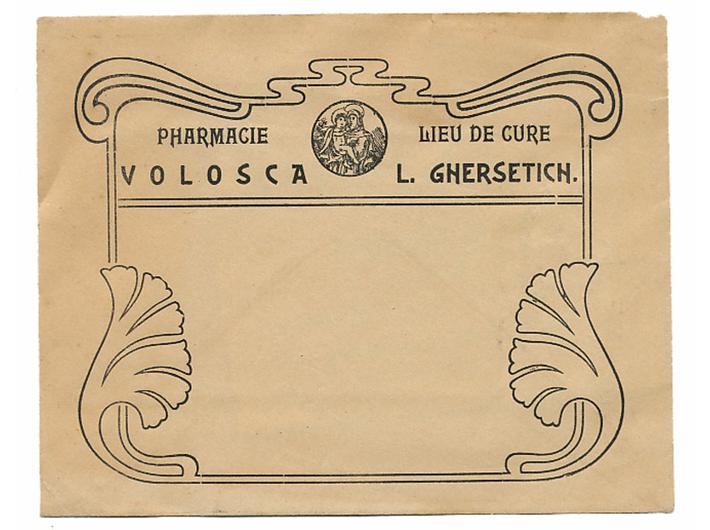 PHARMACIE LIEU DE CURE
VOLOSCA L. GHERSETICH.